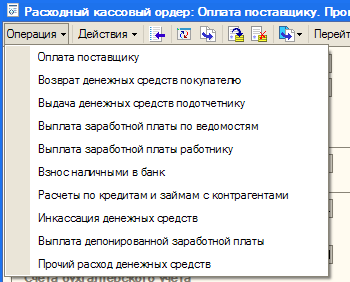 Расходный кассовый ордер: Оплата поставщику.
Операция Действия Перейти
Оплата поставщику
Возврат денежных средств покупателю
Выдача денежных средств подотчетнику
Выплата заработной платы по ведомостям
Выплата заработной платы работнику
Взнос наличными в банк
Расчеты по кредитам и займам с контрагентами
Инкассация денежных средств
Выплата депонированной заработной платы
Прочий расход денежных средств
Счета бухгалтерского учета